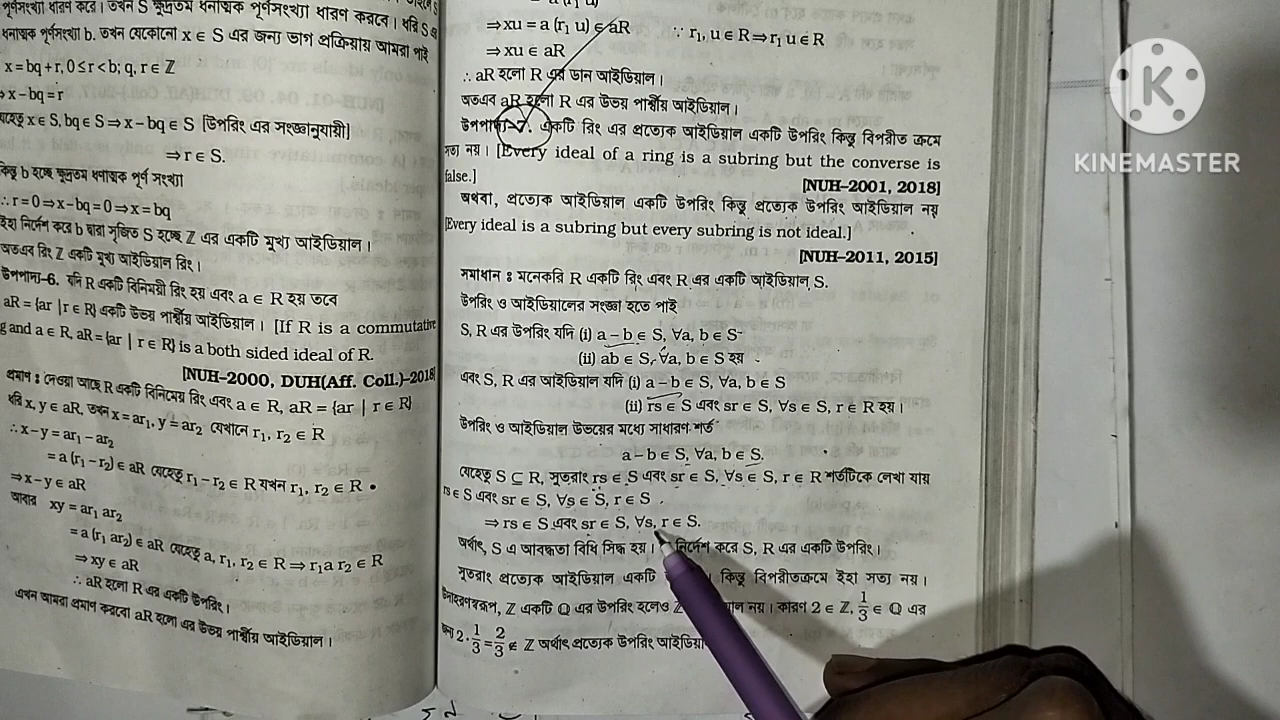 পূর্ণসংখ্যা ধারণ করে। তখন S ক্ষুদ্রতম ধনাত্মক পূর্ণসংখ্যা ধারণ করবে। ধরি S এ
ধনাত্মক পূর্ণসংখ্যা b. তখন যেকোনো x ∈ S এর জন্য ভাগ প্রক্রিয়ায় আমরা পাই
x = bq + r, 0 ≤ r < b; q, r ∈ ℤ
⇒ x – bq = r
যেহেতু x ∈ S, bq ∈ S ⇒ x – bq ∈ S [উপরিং এর সংজ্ঞানুযায়ী]
⇒ r ∈ S.
কিন্তু b হচ্ছে ক্ষুদ্রতম ধনাত্মক পূর্ণ সংখ্যা
∴ r = 0 ⇒ x – bq = 0 ⇒ x = bq
ইহা নির্দেশ করে b দ্বারা সৃজিত S হচ্ছে ℤ এর একটি মুখ্য আইডিয়াল।
অতএব রিং ℤ একটি মুখ্য আইডিয়াল রিং।
উপপাদ্য–6. যদি R একটি বিনিময়ী রিং হয় এবং a ∈ R হয় তবে
aR = {ar | r ∈ R} একটি উভয় পার্শ্বীয় আইডিয়াল। [If R is a commutative
g and a ∈ R, aR = {ar | r ∈ R} is a both sided ideal of R.
[NUH–2000, DUH(Aff. Coll.)–2018
প্রমাণ : দেওয়া আছে R একটি বিনিমেয় রিং এবং a ∈ R, aR = {ar | r ∈ R}
ধরি x, y ∈ aR, তখন x = ar₁, y = ar₂ যেখানে r₁, r₂ ∈ R
∴ x – y = ar₁ – ar₂
= a (r₁ – r₂) ∈ aR যেহেতু r₁ – r₂ ∈ R যখন r₁, r₂ ∈ R
⇒ x – y ∈ aR
আবার xy = ar₁ ar₂
= a (r₁ ar₂) ∈ aR যেহেতু a, r₁, r₂ ∈ R ⇒ r₁a r₂ ∈ R
⇒ xy ∈ aR
∴ aR হলো R এর একটি উপরিং।
এখন আমরা প্রমাণ করবো aR হলো এর উভয় পার্শ্বীয় আইডিয়াল।
⇒ xu = a (r₁ u) ∈ aR ∵ r₁, u ∈ R ⇒ r₁ u ∈ R
⇒ xu ∈ aR
∴ aR হলো R এর ডান আইডিয়াল।
অতএব aR হলো R এর উভয় পার্শ্বীয় আইডিয়াল।
উপপাদ্য–7. একটি রিং এর প্রত্যেক আইডিয়াল একটি উপরিং কিন্তু বিপরীত ক্রমে
সত্য নয়। [Every ideal of a ring is a subring but the converse is
false.] [NUH–2001, 2018]
অথবা, প্রত্যেক আইডিয়াল একটি উপরিং কিন্তু প্রত্যেক উপরিং আইডিয়াল নয়
[Every ideal is a subring but every subring is not ideal.]
[NUH–2011, 2015]
সমাধান : মনেকরি R একটি রিং এবং R এর একটি আইডিয়াল S.
উপরিং ও আইডিয়ালের সংজ্ঞা হতে পাই
S, R এর উপরিং যদি (i) a – b ∈ S, ∀a, b ∈ S
(ii) ab ∈ S, ∀a, b ∈ S হয়
এবং S, R এর আইডিয়াল যদি (i) a – b ∈ S, ∀a, b ∈ S
(ii) rs ∈ S এবং sr ∈ S, ∀s ∈ S, r ∈ R হয়।
উপরিং ও আইডিয়াল উভয়ের মধ্যে সাধারণ শর্ত
a – b ∈ S, ∀a, b ∈ S.
যেহেতু S ⊆ R, সুতরাং rs ∈ S এবং sr ∈ S, ∀s ∈ S, r ∈ R শর্তটিকে লেখা যায়
rs ∈ S এবং sr ∈ S, ∀s ∈ S, r ∈ S
⇒ rs ∈ S এবং sr ∈ S, ∀s, r ∈ S.
অর্থাৎ, S এ আবদ্ধতা বিধি সিদ্ধ হয়। নির্দেশ করে S, R এর একটি উপরিং।
সুতরাং প্রত্যেক আইডিয়াল একটি কিন্তু বিপরীতক্রমে ইহা সত্য নয়।
উদাহরণস্বরূপ, ℤ একটি ℚ এর উপরিং হলেও ℤ নয়। কারণ 2 ∈ ℤ, 1/3 ∈ ℚ এর
জন্য 2 . 1/3 = 2/3 ∉ ℤ অর্থাৎ প্রত্যেক উপরিং
KINEMASTER